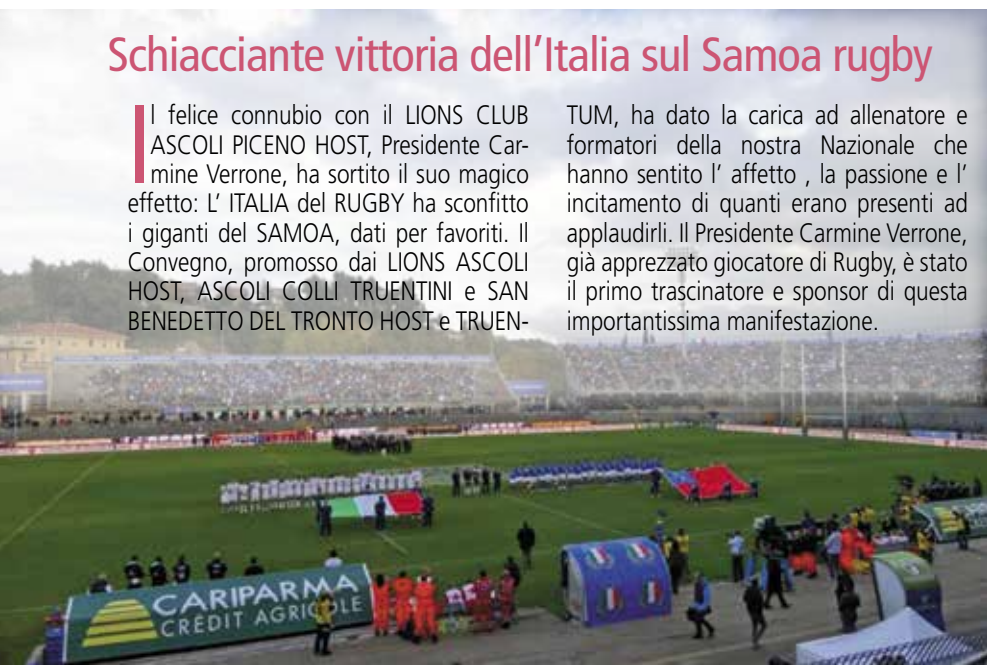 Schiacciante vittoria dell'Italia sul Samoa rugby
Il felice connubio con il LIONS CLUB
ASCOLI PICENO HOST, Presidente Car-
mine Verrone, ha sortito il suo magico
effetto: L' ITALIA del RUGBY ha sconfitto
i giganti del SAMOA, dati per favoriti. Il
Convegno, promosso dai LIONS ASCOLI
HOST, ASCOLI COLLI TRUENTINI e SAN
BENEDETTO DEL TRONTO HOST e TRUEN-
TUM, ha dato la carica ad allenatore e
formatori della nostra Nazionale che
hanno sentito l' affetto , la passione e l'
incitamento di quanti erano presenti ad
applaudirli. Il Presidente Carmine Verrone,
già apprezzato giocatore di Rugby, è stato
il primo trascinatore e sponsor di questa
importantissima manifestazione.
CARIPARMA
CRÉDIT AGRICOLE